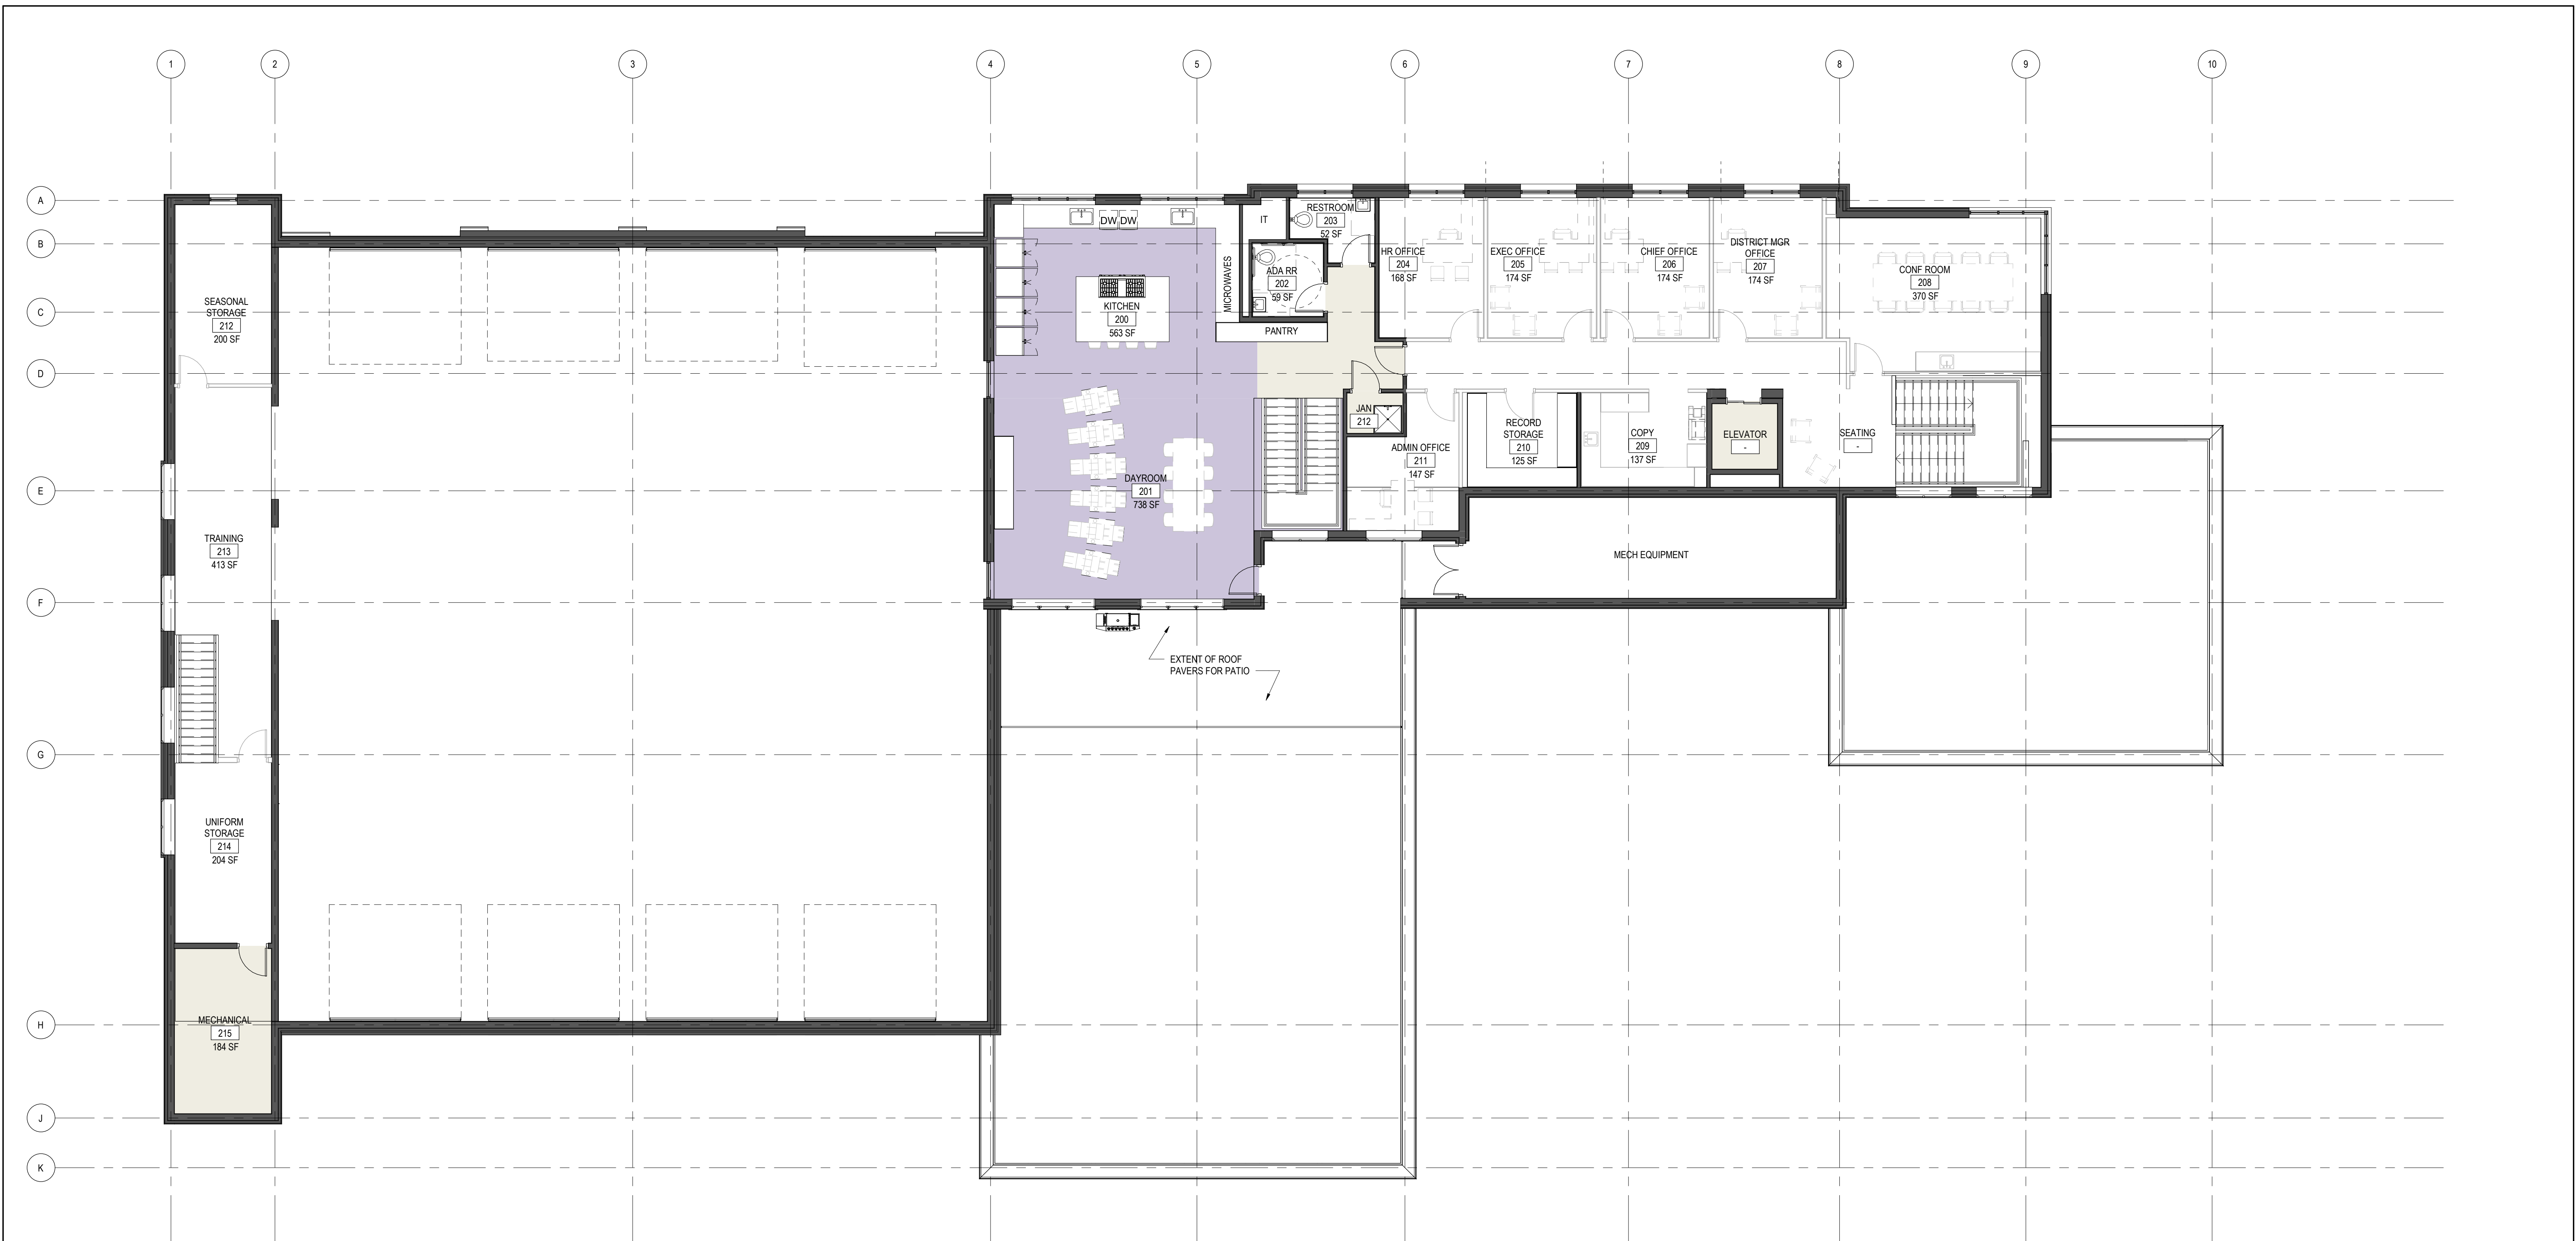 1
2
3
4
5
6
7
8
9
10
A
B
C
D
E
F
G
H
J
K
SEASONAL
STORAGE
212
200 SF
TRAINING
213
413 SF
UNIFORM
STORAGE
214
204 SF
MECHANICAL
215
184 SF
DW
DW
KITCHEN
200
563 SF
MICROWAVES
PANTRY
IT
RESTROOM
203
52 SF
ADA RR
202
59 SF
DAYROOM
201
738 SF
JAN
212
HR OFFICE
204
168 SF
EXEC OFFICE
205
174 SF
CHIEF OFFICE
206
174 SF
DISTRICT MGR
OFFICE
207
174 SF
CONF ROOM
208
370 SF
ADMIN OFFICE
211
147 SF
RECORD
STORAGE
210
125 SF
COPY
209
137 SF
ELEVATOR
-
SEATING
-
MECH EQUIPMENT
EXTENT OF ROOF
PAVERS FOR PATIO